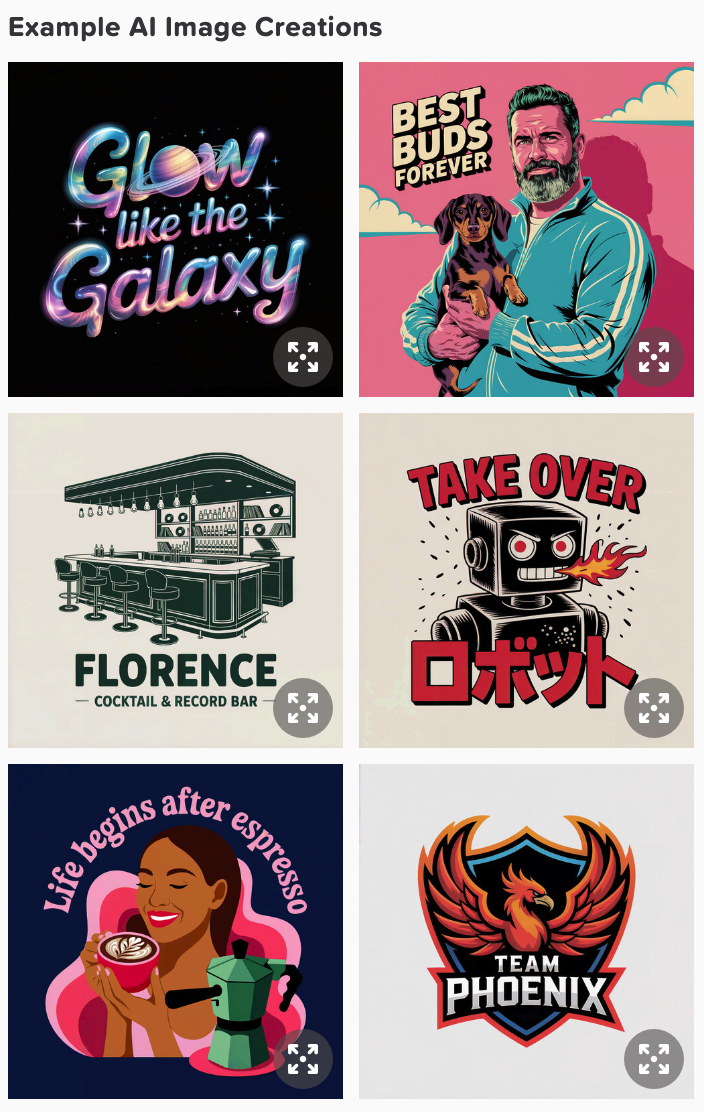 Example AI Image Creations
Glow
like the
Galaxy
BEST
BUDS
FOREVER
FLORENCE
COCKTAIL & RECORD BAR
TAKE OVER
ロボット
Life begins after espresso
TEAM
PHOENIX